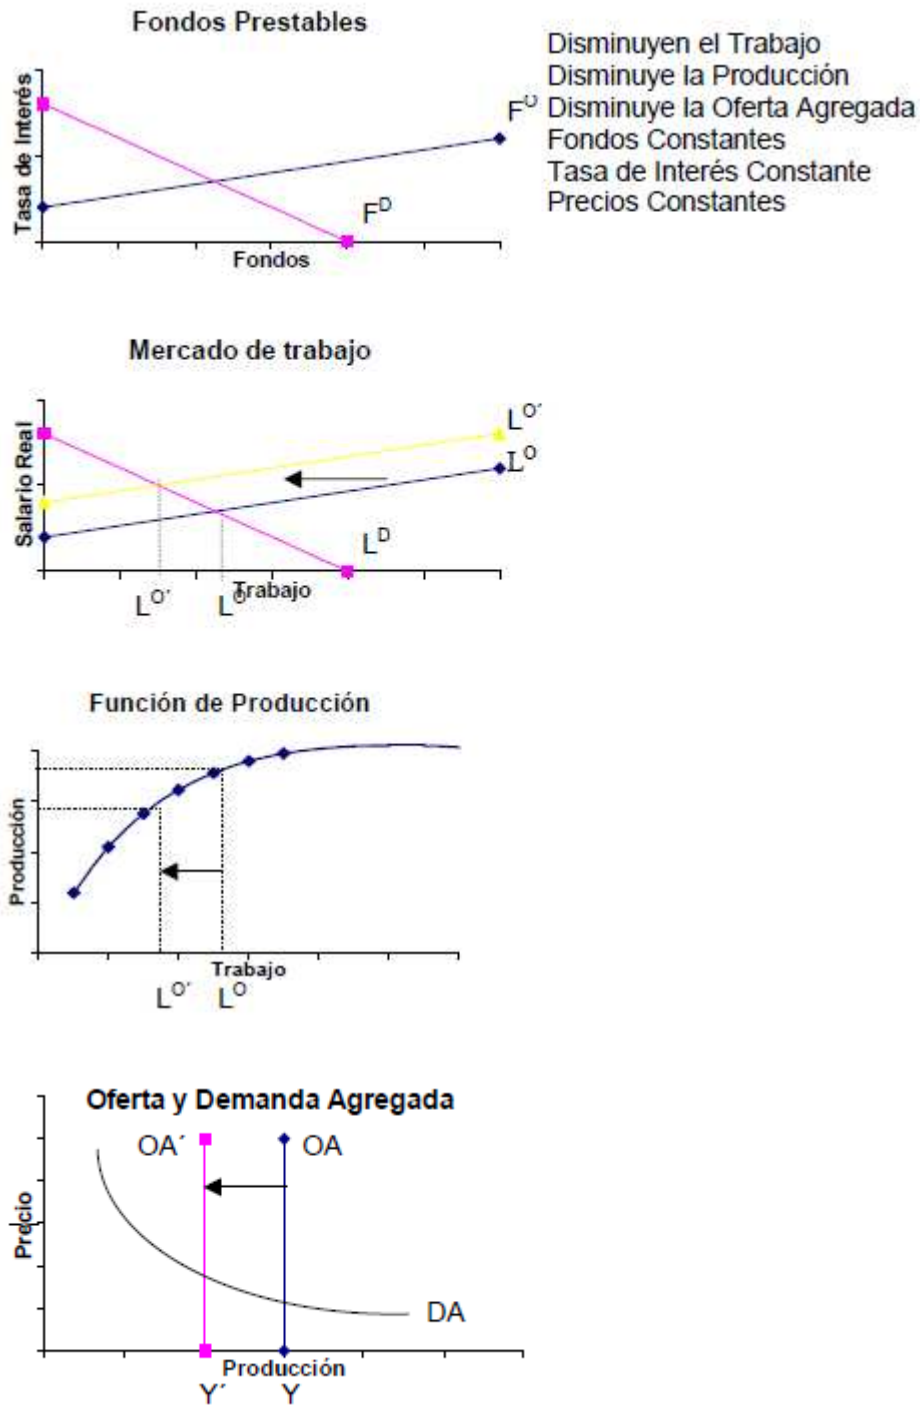 Fondos Prestables
Tasa de Interés
F^O
F^D
Fondos
Disminuyen el Trabajo
Disminuye la Producción
Disminuye la Oferta Agregada
Fondos Constantes
Tasa de Interés Constante
Precios Constantes
Mercado de trabajo
Salario Real
L^O´
L^O
L^D
Trabajo
L^O´ L^O
Función de Producción
Producción
Trabajo
L^O´ L^O
Oferta y Demanda Agregada
OA´ OA
Precio
DA
Producción
Y´ Y